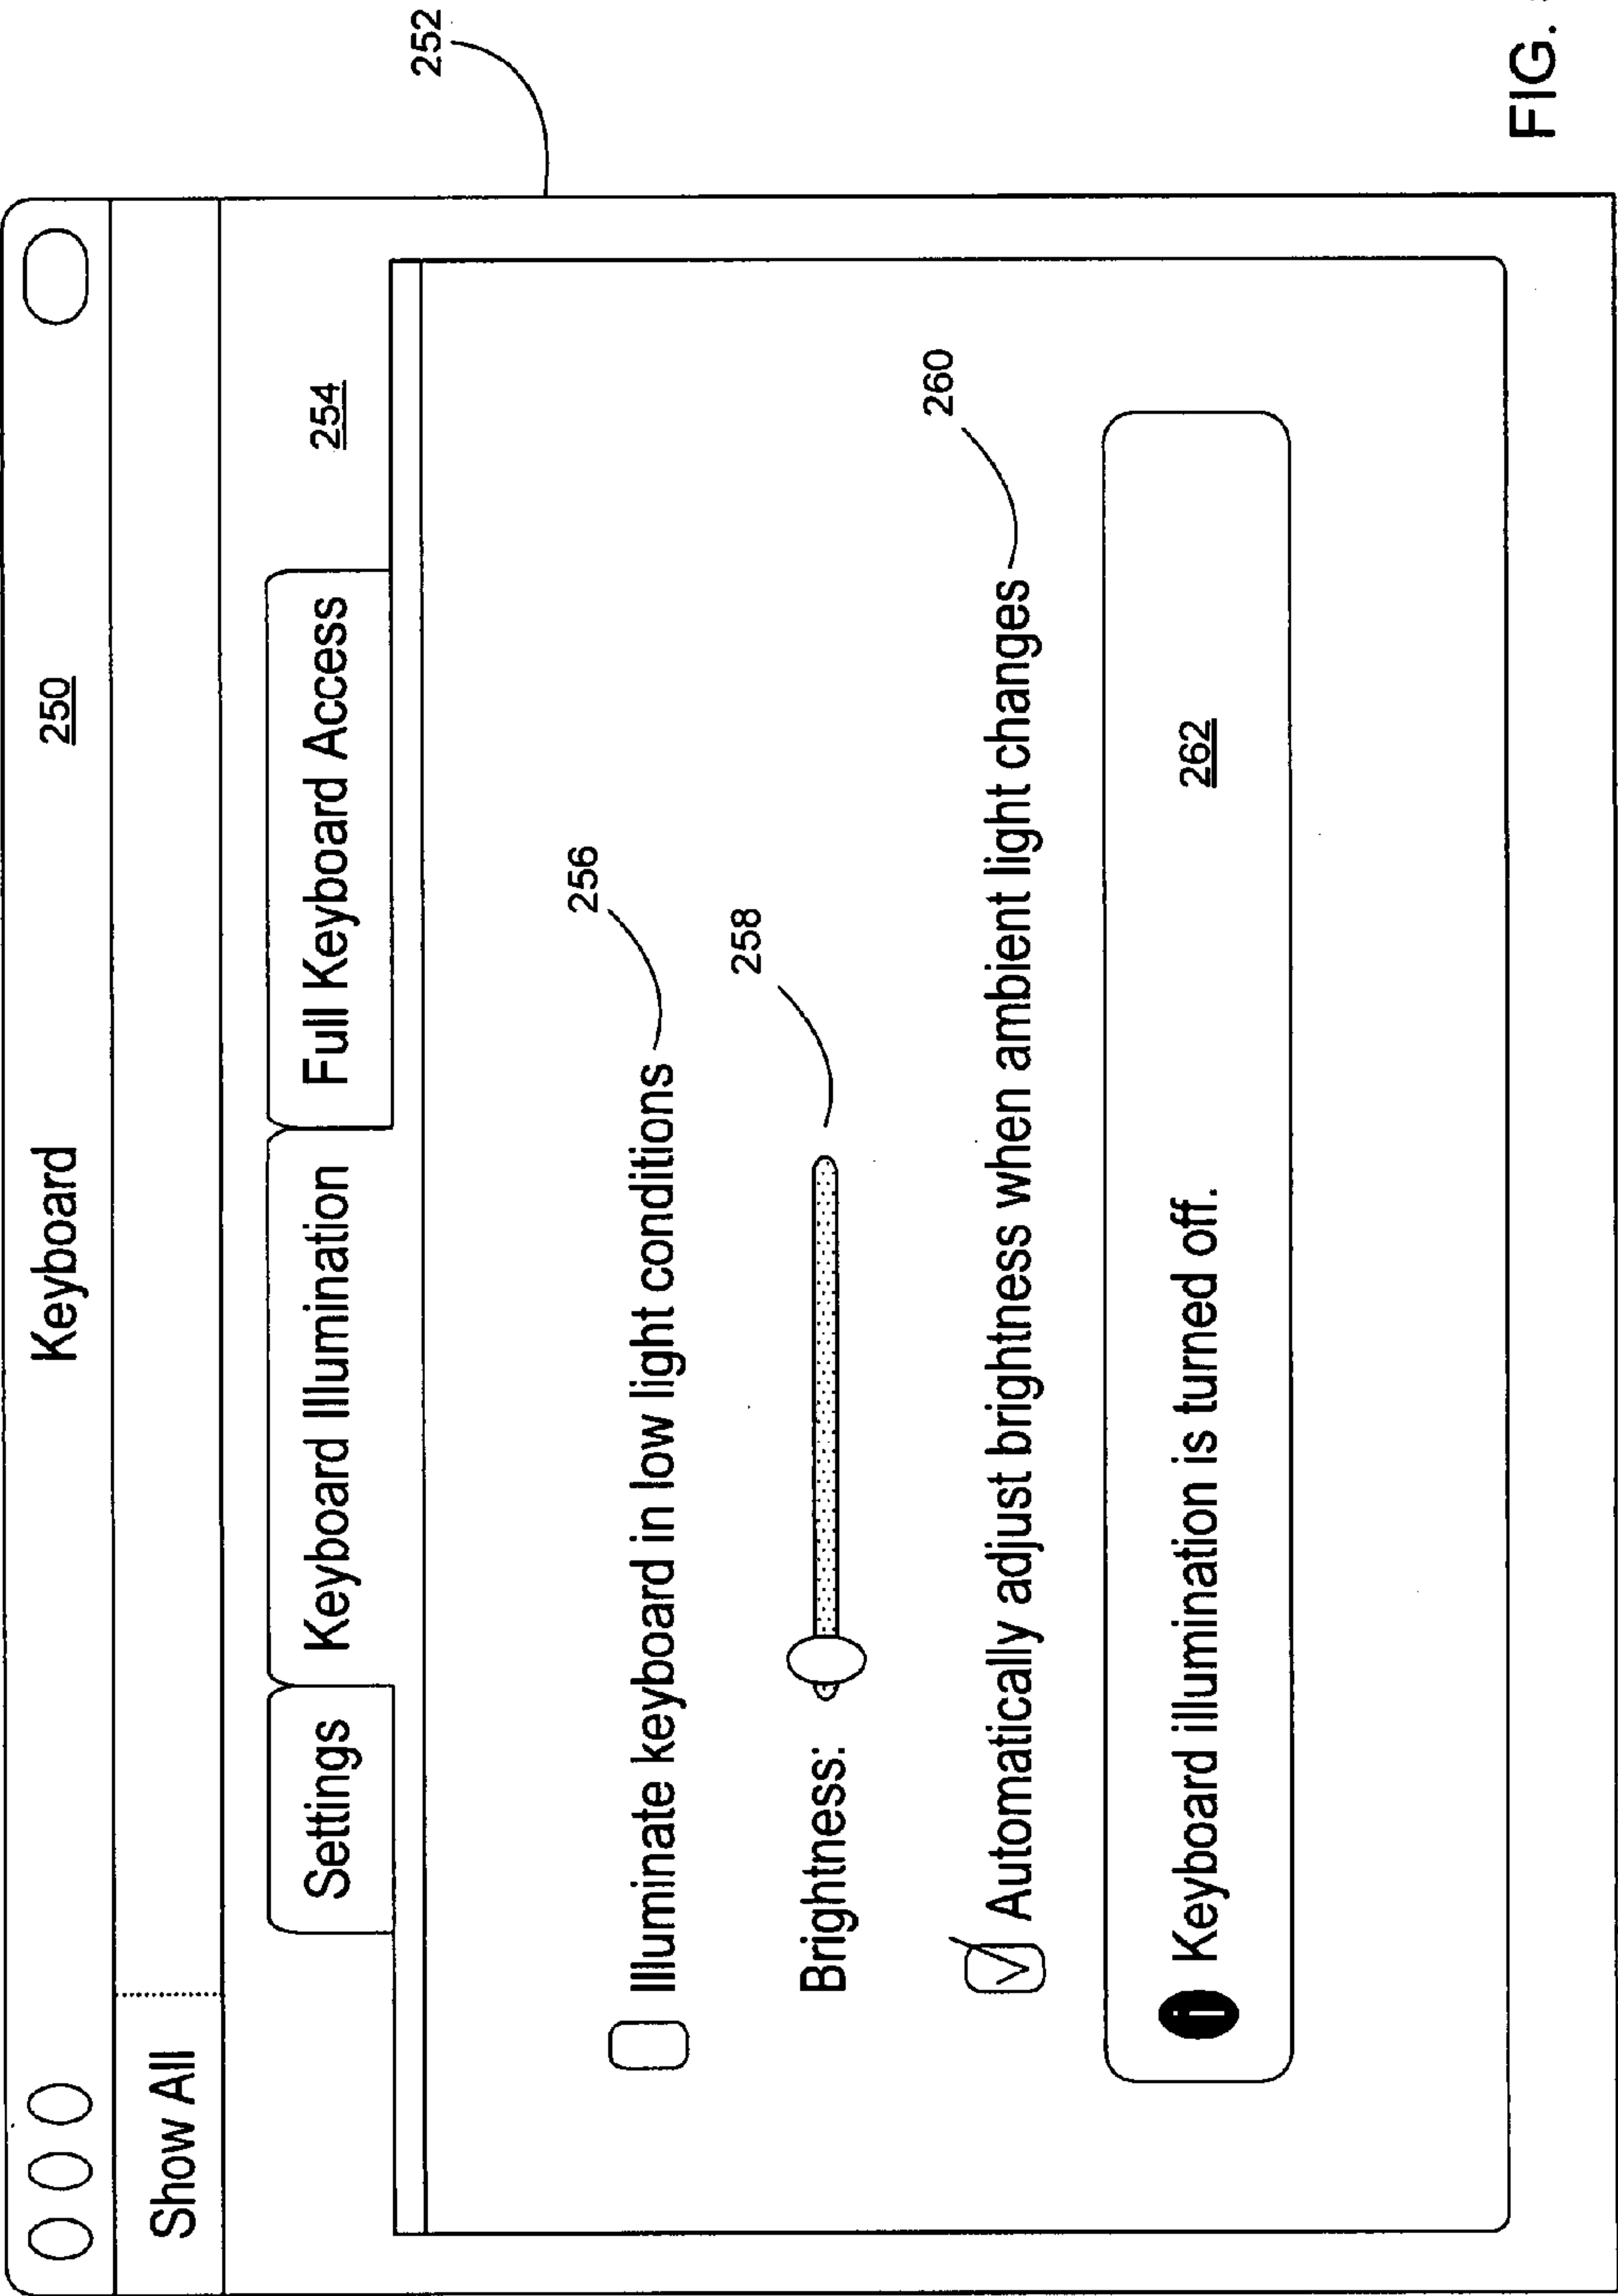 Keyboard 250
Show All
252
Settings Keyboard Illumination Full Keyboard Access 254
Illuminate keyboard in low light conditions 256
Brightness: 258
Automatically adjust brightness when ambient light changes 260
i Keyboard illumination is turned off. 262
FIG.